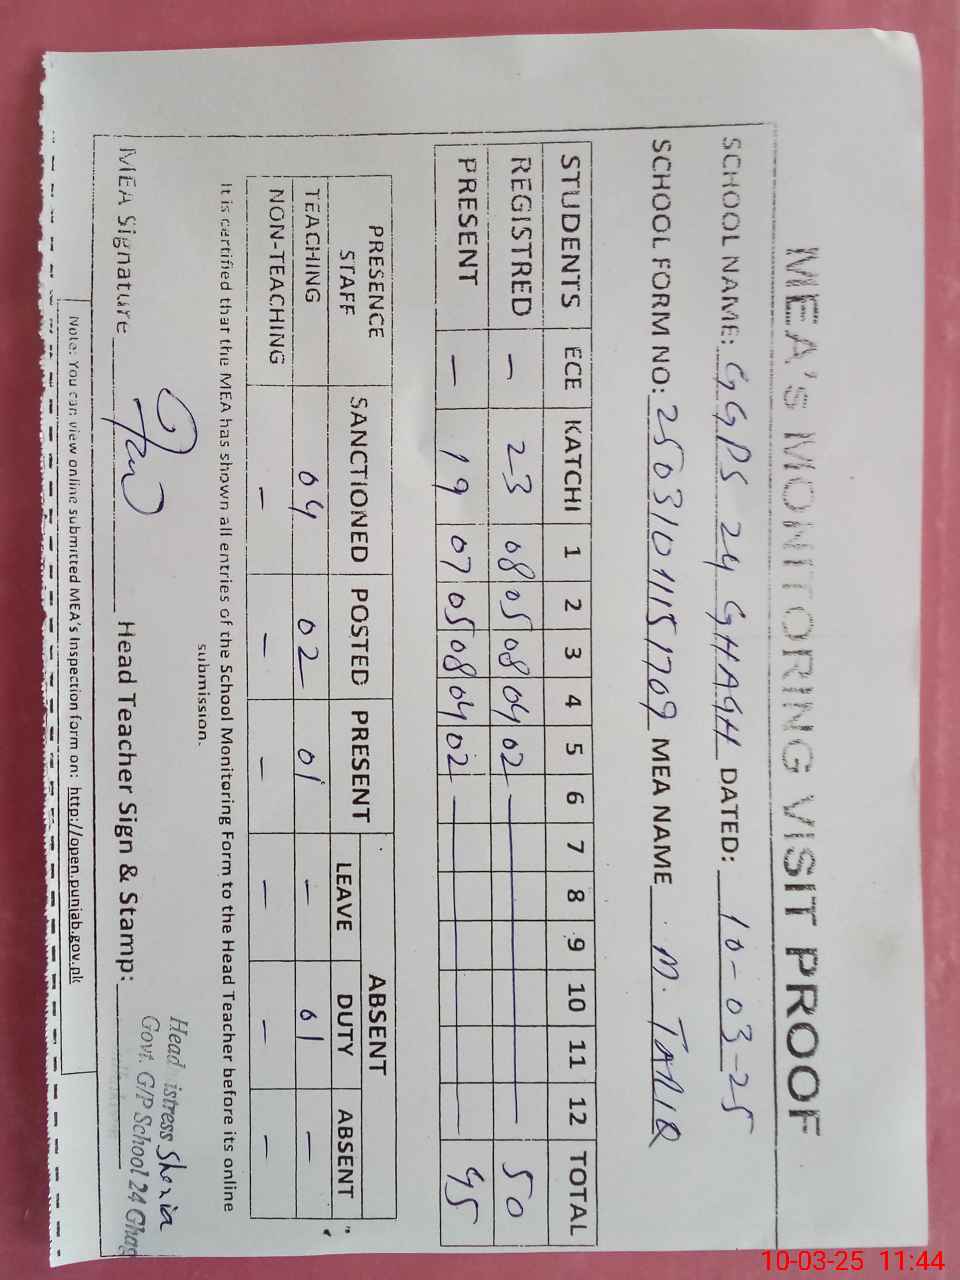 MEA's MONITORING VISIT PROOF
SCHOOL NAME: GGPS 24 GHAGH DATED: 10-03-25
SCHOOL FORM NO: 25031011151709 MEA NAME M. TARIQ
STUDENTS ECE KATCHI 1 2 3 4 5 6 7 8 9 10 11 12 TOTAL
REGISTRED – 23 08 05 08 04 02 — 50
PRESENT – 19 07 05 08 04 02 — 45
PRESENCE STAFF SANCTIONED POSTED PRESENT ABSENT
LEAVE DUTY ABSENT
TEACHING 04 02 01 – 01 –
NON-TEACHING – – – – – –
It is certified that the MEA has shown all entries of the School Monitoring Form to the Head Teacher before its online
submission.
MEA Signature Head Teacher Sign & Stamp:
Head istress Shazia
Govt. G/P School 24 Ghag
Note: You can view online submitted MEA's Inspection form on: http://open.punjab.gov.pk
10-03-25 11:44